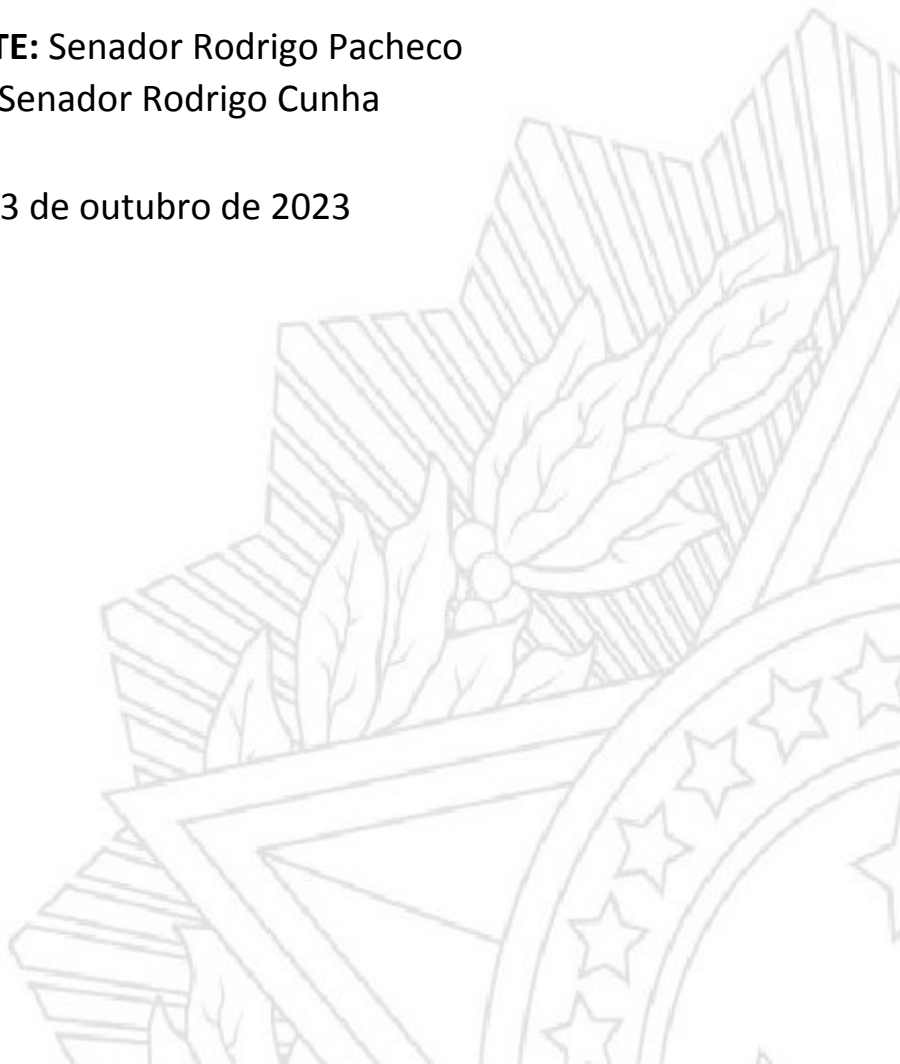 TE: Senador Rodrigo Pacheco
Senador Rodrigo Cunha
3 de outubro de 2023